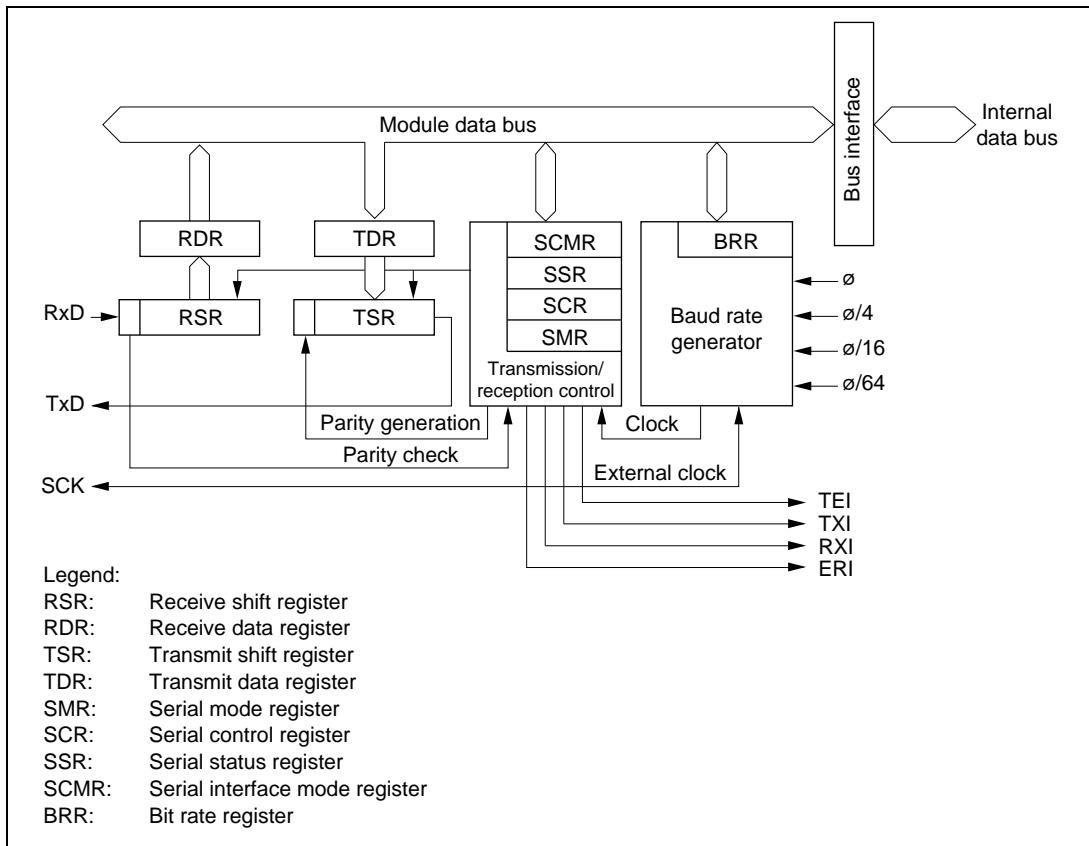 Module data bus
Bus interface
Internal
data bus
RDR
TDR
SCMR
SSR
SCR
SMR
BRR
RxD
RSR
TSR
Baud rate
generator
ø
ø/4
ø/16
ø/64
Transmission/
reception control
TxD
Parity generation
Clock
Parity check
SCK
External clock
TEI
TXI
RXI
ERI
Legend:
RSR: Receive shift register
RDR: Receive data register
TSR: Transmit shift register
TDR: Transmit data register
SMR: Serial mode register
SCR: Serial control register
SSR: Serial status register
SCMR: Serial interface mode register
BRR: Bit rate register